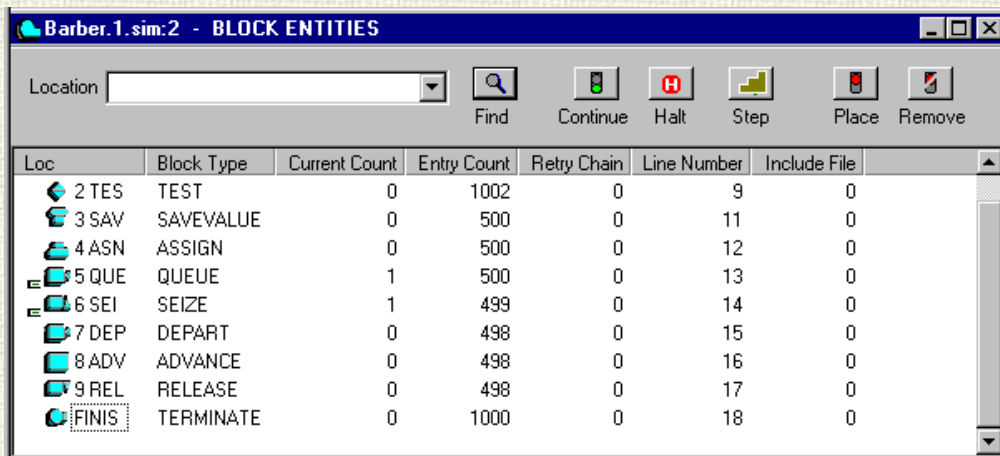 Barber.1.sim:2 - BLOCK ENTITIES
Location
Find Continue Halt Step Place Remove
Loc Block Type Current Count Entry Count Retry Chain Line Number Include File
2 TES TEST 0 1002 0 9 0
3 SAV SAVEVALUE 0 500 0 11 0
4 ASN ASSIGN 0 500 0 12 0
5 QUE QUEUE 1 500 0 13 0
6 SEI SEIZE 1 499 0 14 0
7 DEP DEPART 0 498 0 15 0
8 ADV ADVANCE 0 498 0 16 0
9 REL RELEASE 0 498 0 17 0
FINIS TERMINATE 0 1000 0 18 0